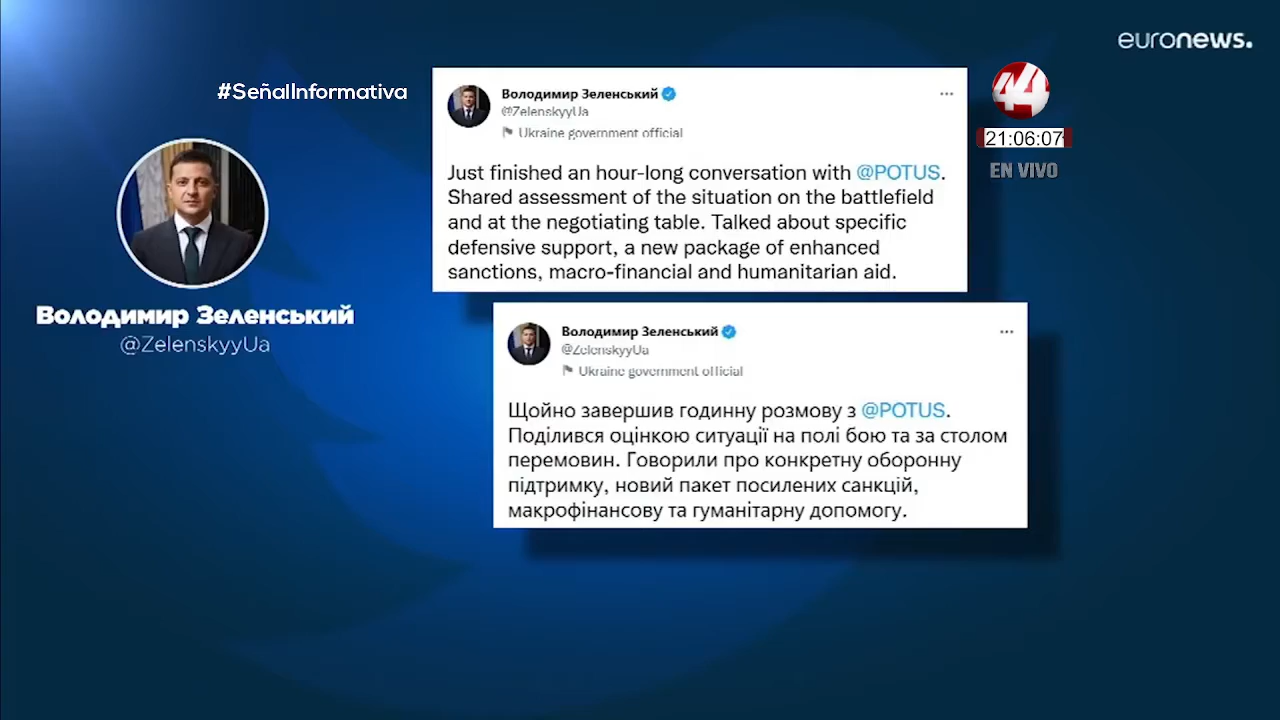 euronews.
#SeñalInformativa
44
21:06:07
EN VIVO
Володимир Зеленський
@ZelenskyyUa
Володимир Зеленський
@ZelenskyyUa
Ukraine government official
Just finished an hour-long conversation with @POTUS.
Shared assessment of the situation on the battlefield
and at the negotiating table. Talked about specific
defensive support, a new package of enhanced
sanctions, macro-financial and humanitarian aid.
Володимир Зеленський
@ZelenskyyUa
Ukraine government official
Щойно завершив годинну розмову з @POTUS.
Поділився оцінкою ситуації на полі бою та за столом
перемовин. Говорили про конкретну оборонну
підтримку, новий пакет посилених санкцій,
макрофінансову та гуманітарну допомогу.